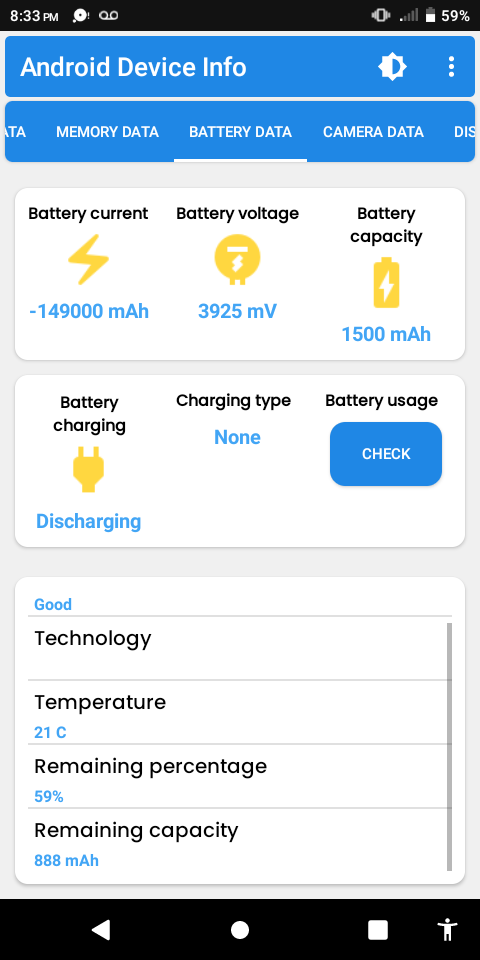 8:33 PM
59%
Android Device Info
ATA MEMORY DATA BATTERY DATA CAMERA DATA DIS
Battery current
-149000 mAh
Battery voltage
3925 mV
Battery
capacity
1500 mAh
Battery
charging
Discharging
Charging type
None
Battery usage
CHECK
Good
Technology
Temperature
21 C
Remaining percentage
59%
Remaining capacity
888 mAh